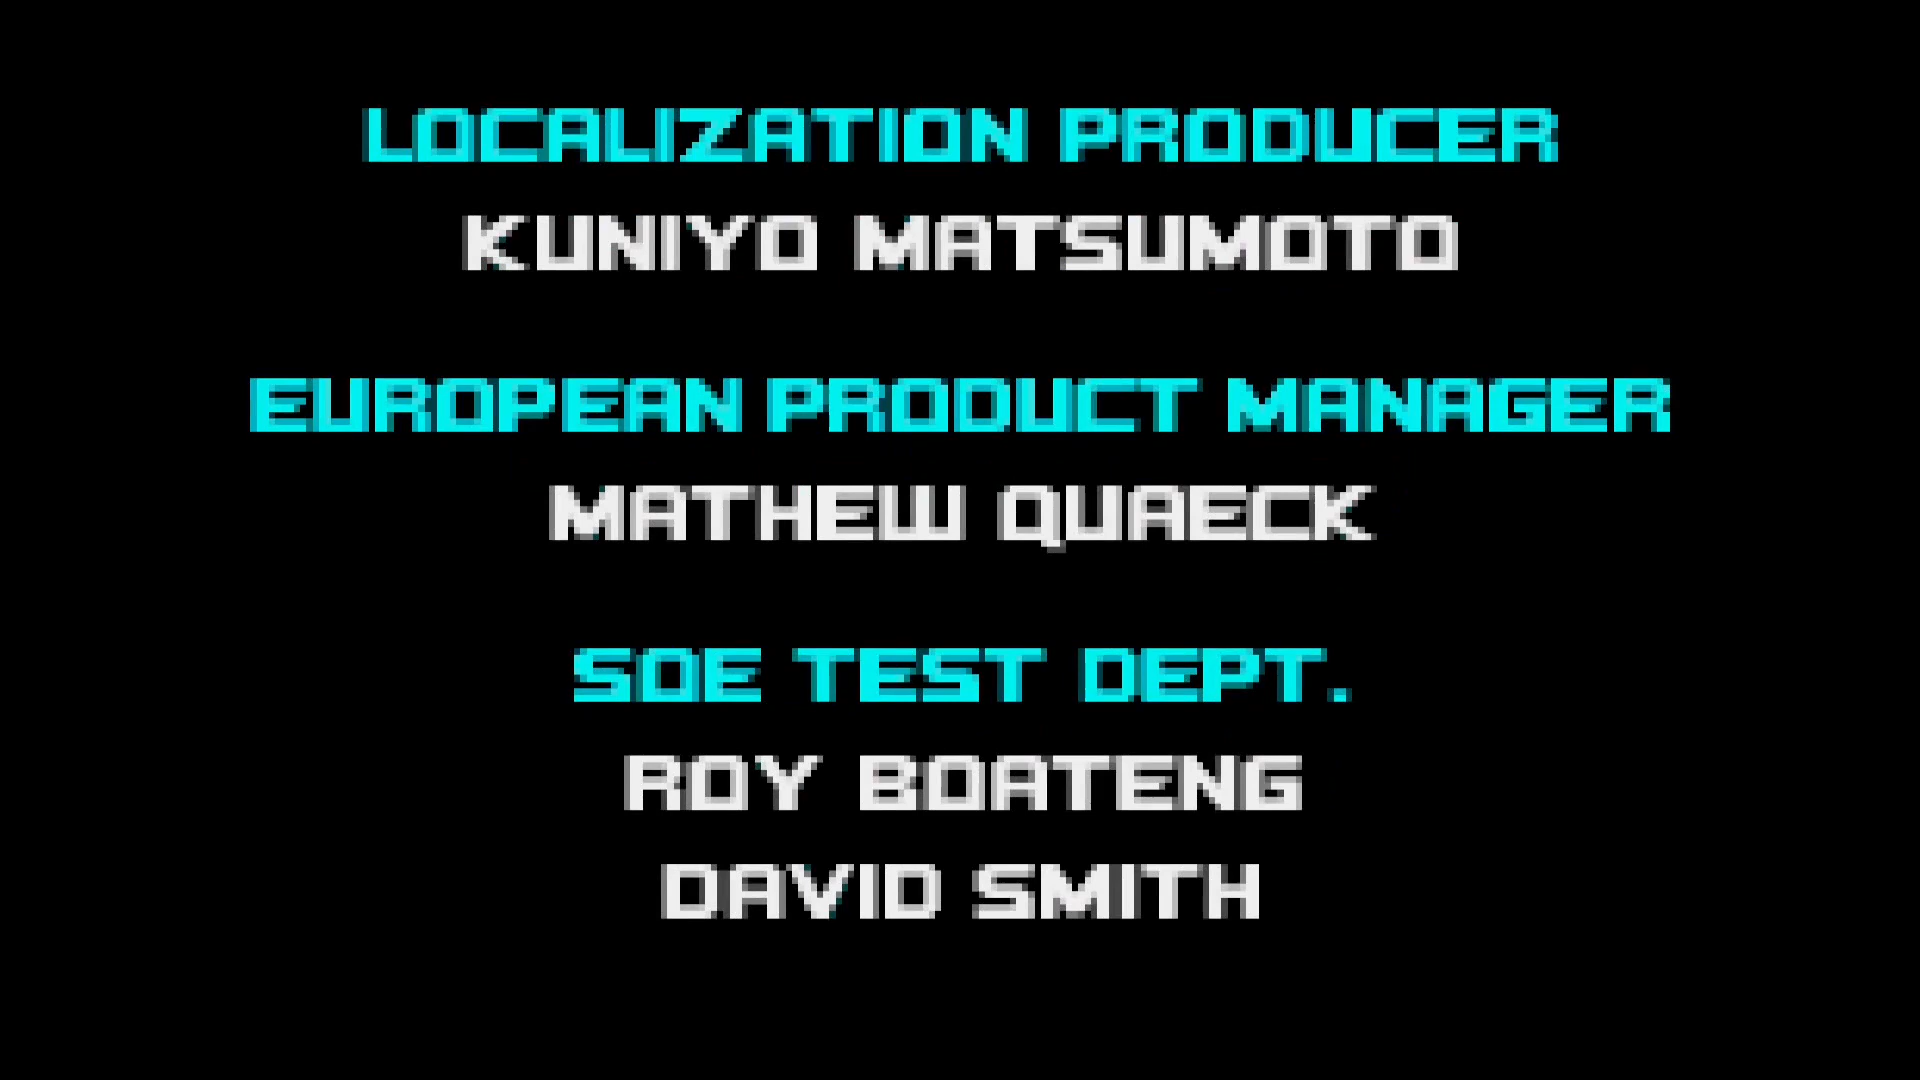 LOCALIZATION PRODUCER
KUNIYO MATSUMOTO
EUROPEAN PRODUCT MANAGER
MATHEW QUAECK
SOE TEST DEPT.
ROY BOATENG
DAVID SMITH